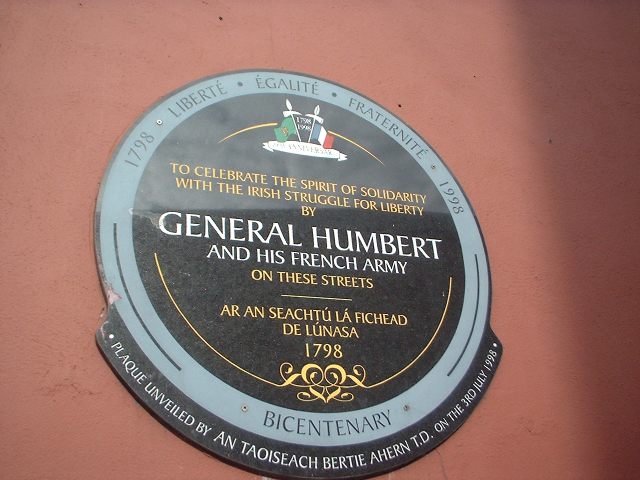 1798 • LIBERTÉ • ÉGALITÉ • FRATERNITÉ • 1998
1798
1998
TO CELEBRATE THE SPIRIT OF SOLIDARITY
WITH THE IRISH STRUGGLE FOR LIBERTY
BY
GENERAL HUMBERT
AND HIS FRENCH ARMY
ON THESE STREETS
AR AN SEACHTÚ LÁ FICHEAD
DE LÚNASA
1798
BICENTENARY
• PLAQUE UNVEILED BY AN TAOISEACH BERTIE AHERN T.D. ON THE 3RD JULY 1998 •